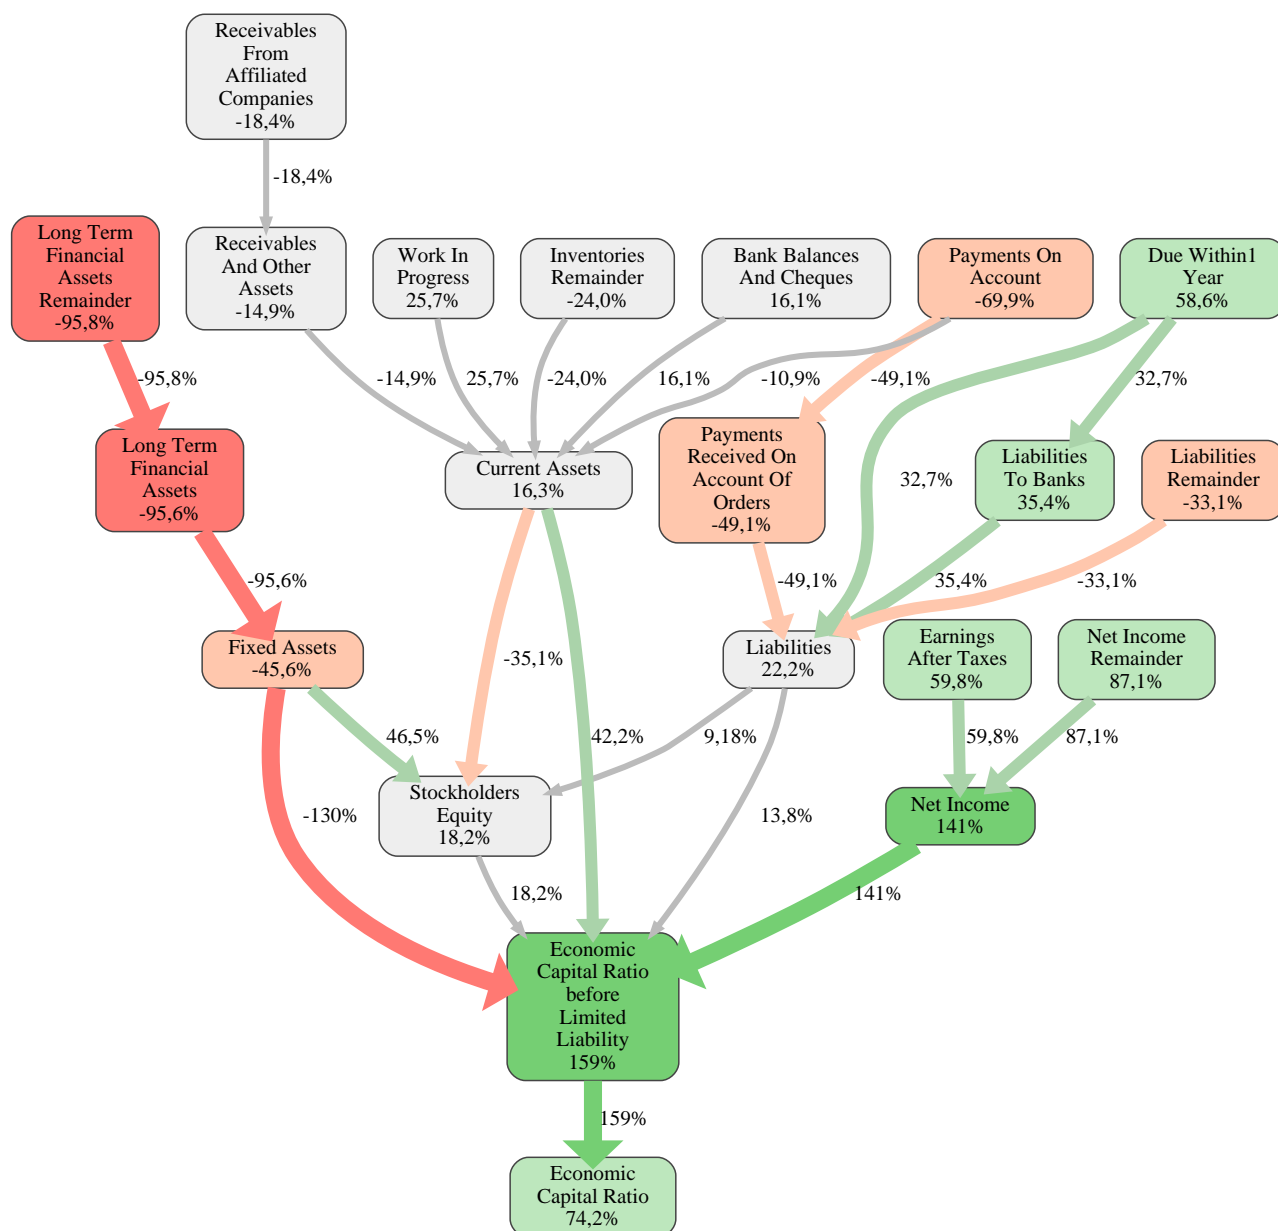 Receivables
From
Affiliated
Companies
-18,4%
-18,4%
Long Term
Financial
Assets
Remainder
-95,8%
Receivables
And Other
Assets
-14,9%
Work In
Progress
25,7%
Inventories
Remainder
-24,0%
Bank Balances
And Cheques
16,1%
Payments On
Account
-69,9%
Due Within1
Year
58,6%
-95,8%
-14,9%
25,7%
-24,0%
16,1%
-10,9%
-49,1%
32,7%
Long Term
Financial
Assets
-95,6%
Current Assets
16,3%
Payments
Received On
Account Of
Orders
-49,1%
32,7%
Liabilities
To Banks
35,4%
Liabilities
Remainder
-33,1%
-95,6%
-49,1%
35,4%
-33,1%
Fixed Assets
-45,6%
-35,1%
Liabilities
22,2%
Earnings
After Taxes
59,8%
Net Income
Remainder
87,1%
46,5%
42,2%
9,18%
59,8%
87,1%
-130%
Stockholders
Equity
18,2%
13,8%
Net Income
141%
18,2%
141%
Economic
Capital Ratio
before
Limited
Liability
159%
159%
Economic
Capital Ratio
74,2%